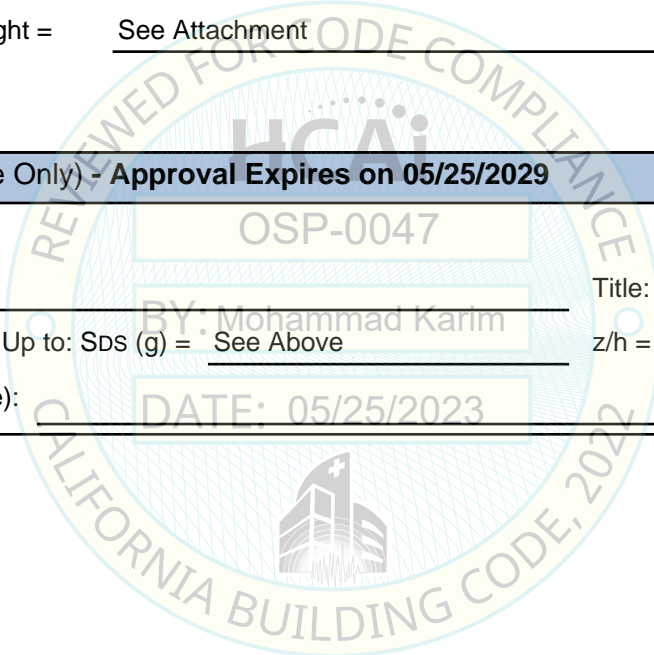 ght = See Attachment
REVIEWED FOR CODE COMPLIANCE
HCAi
e Only) - Approval Expires on 05/25/2029
OSP-0047
Title:
BY: Mohammad Karim
Up to: SDS (g) = See Above z/h =
e):
DATE: 05/25/2023
CALIFORNIA BUILDING CODE, 2022